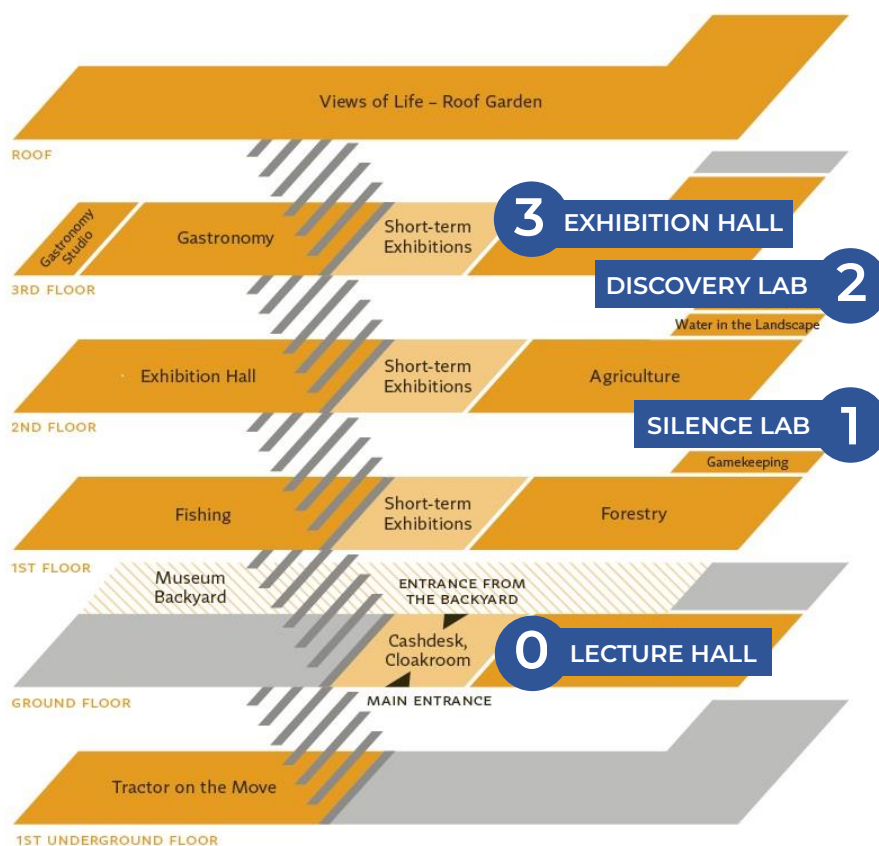 Views of Life – Roof Garden
ROOF
Gastronomy
Studio
Gastronomy
Short-term
Exhibitions
3 EXHIBITION HALL
3RD FLOOR
DISCOVERY LAB 2
Water in the Landscape
Exhibition Hall
Short-term
Exhibitions
Agriculture
2ND FLOOR
SILENCE LAB 1
Gamekeeping
Fishing
Short-term
Exhibitions
Forestry
1ST FLOOR
Museum
Backyard
ENTRANCE FROM
THE BACKYARD
Cashdesk,
Cloakroom
0 LECTURE HALL
GROUND FLOOR
MAIN ENTRANCE
Tractor on the Move
1ST UNDERGROUND FLOOR